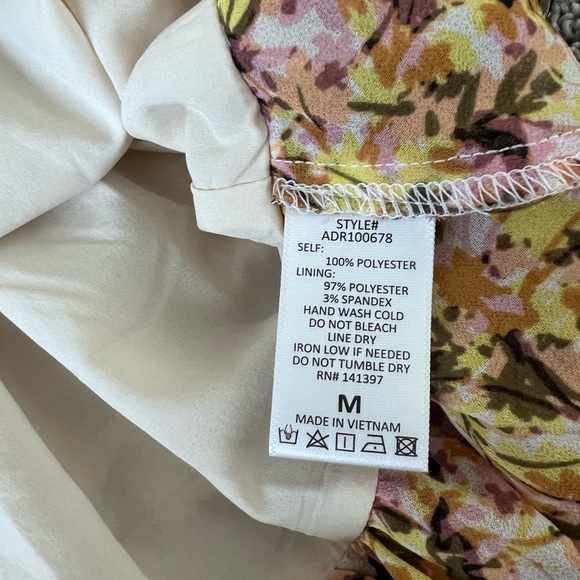 STYLE#
ADR100678
SELF:
100% POLYESTER
LINING:
97% POLYESTER
3% SPANDEX
HAND WASH COLD
DO NOT BLEACH
LINE DRY
IRON LOW IF NEEDED
DO NOT TUMBLE DRY
RN# 141397
M
MADE IN VIETNAM